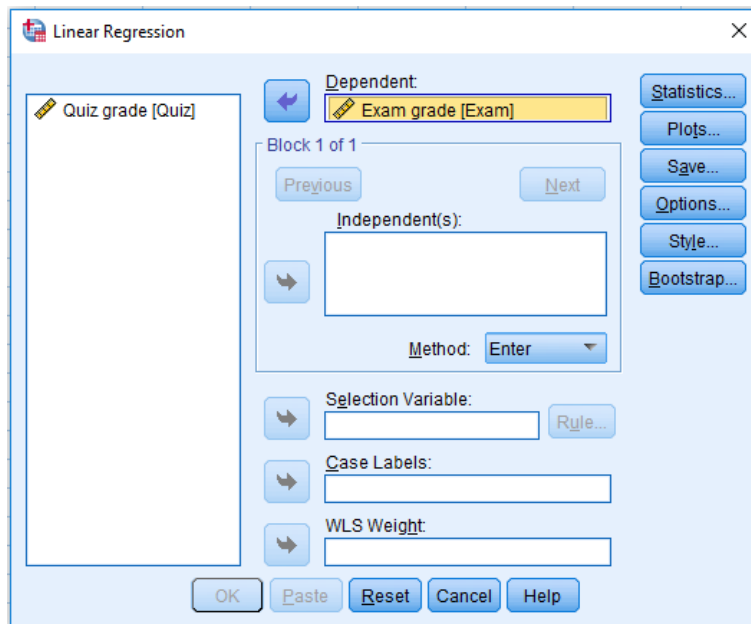 Linear Regression
Quiz grade [Quiz]
Dependent:
Exam grade [Exam]
Block 1 of 1
Previous
Next
Independent(s):
Method:
Enter
Selection Variable:
Rule...
Case Labels:
WLS Weight:
Statistics...
Plots...
Save...
Options...
Style...
Bootstrap...
OK
Paste
Reset
Cancel
Help